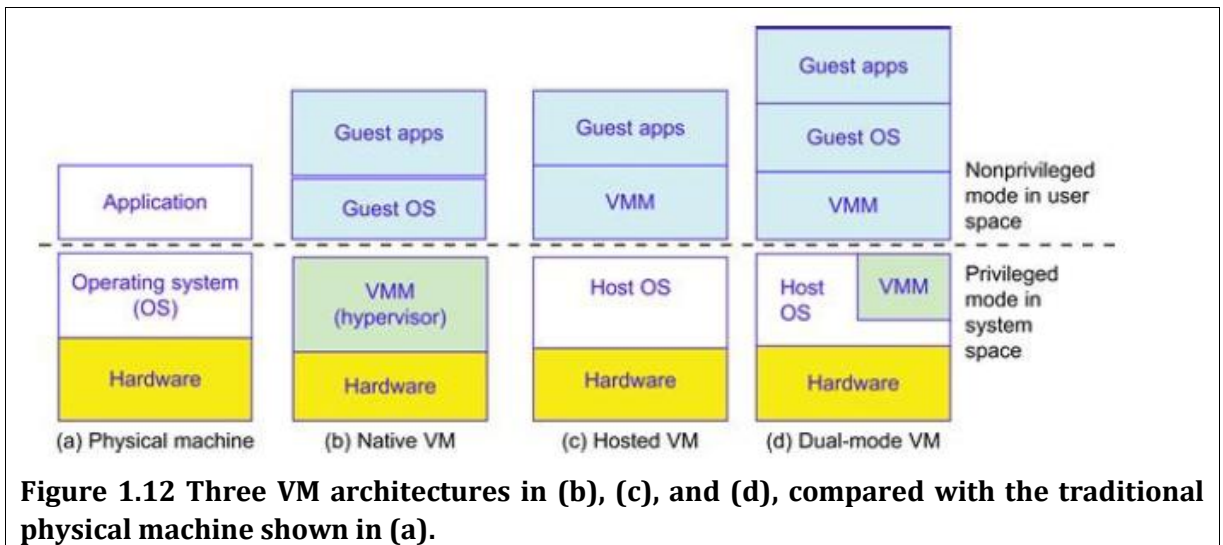 Application
Operating system
(OS)
Hardware
(a) Physical machine
Guest apps
Guest OS
VMM
(hypervisor)
Hardware
(b) Native VM
Guest apps
VMM
Host OS
Hardware
(c) Hosted VM
Guest apps
Guest OS
VMM
Host
OS
VMM
Hardware
(d) Dual-mode VM
Nonprivileged
mode in user
space
Privileged
mode in
system
space
Figure 1.12 Three VM architectures in (b), (c), and (d), compared with the traditional
physical machine shown in (a).